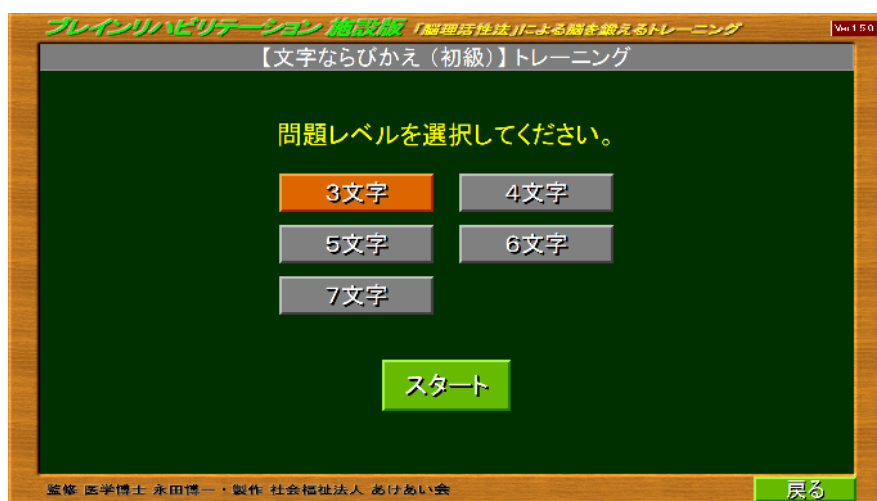 ブレインリハビリテーション 施設版 「脳理活性法」による脳を鍛えるトレーニング Ver 1.5.0
【文字ならびかえ（初級）】トレーニング
問題レベルを選択してください。
3文字 4文字
5文字 6文字
7文字
スタート
監修 医学博士 永田博一・製作 社会福祉法人 あけあい会 戻る